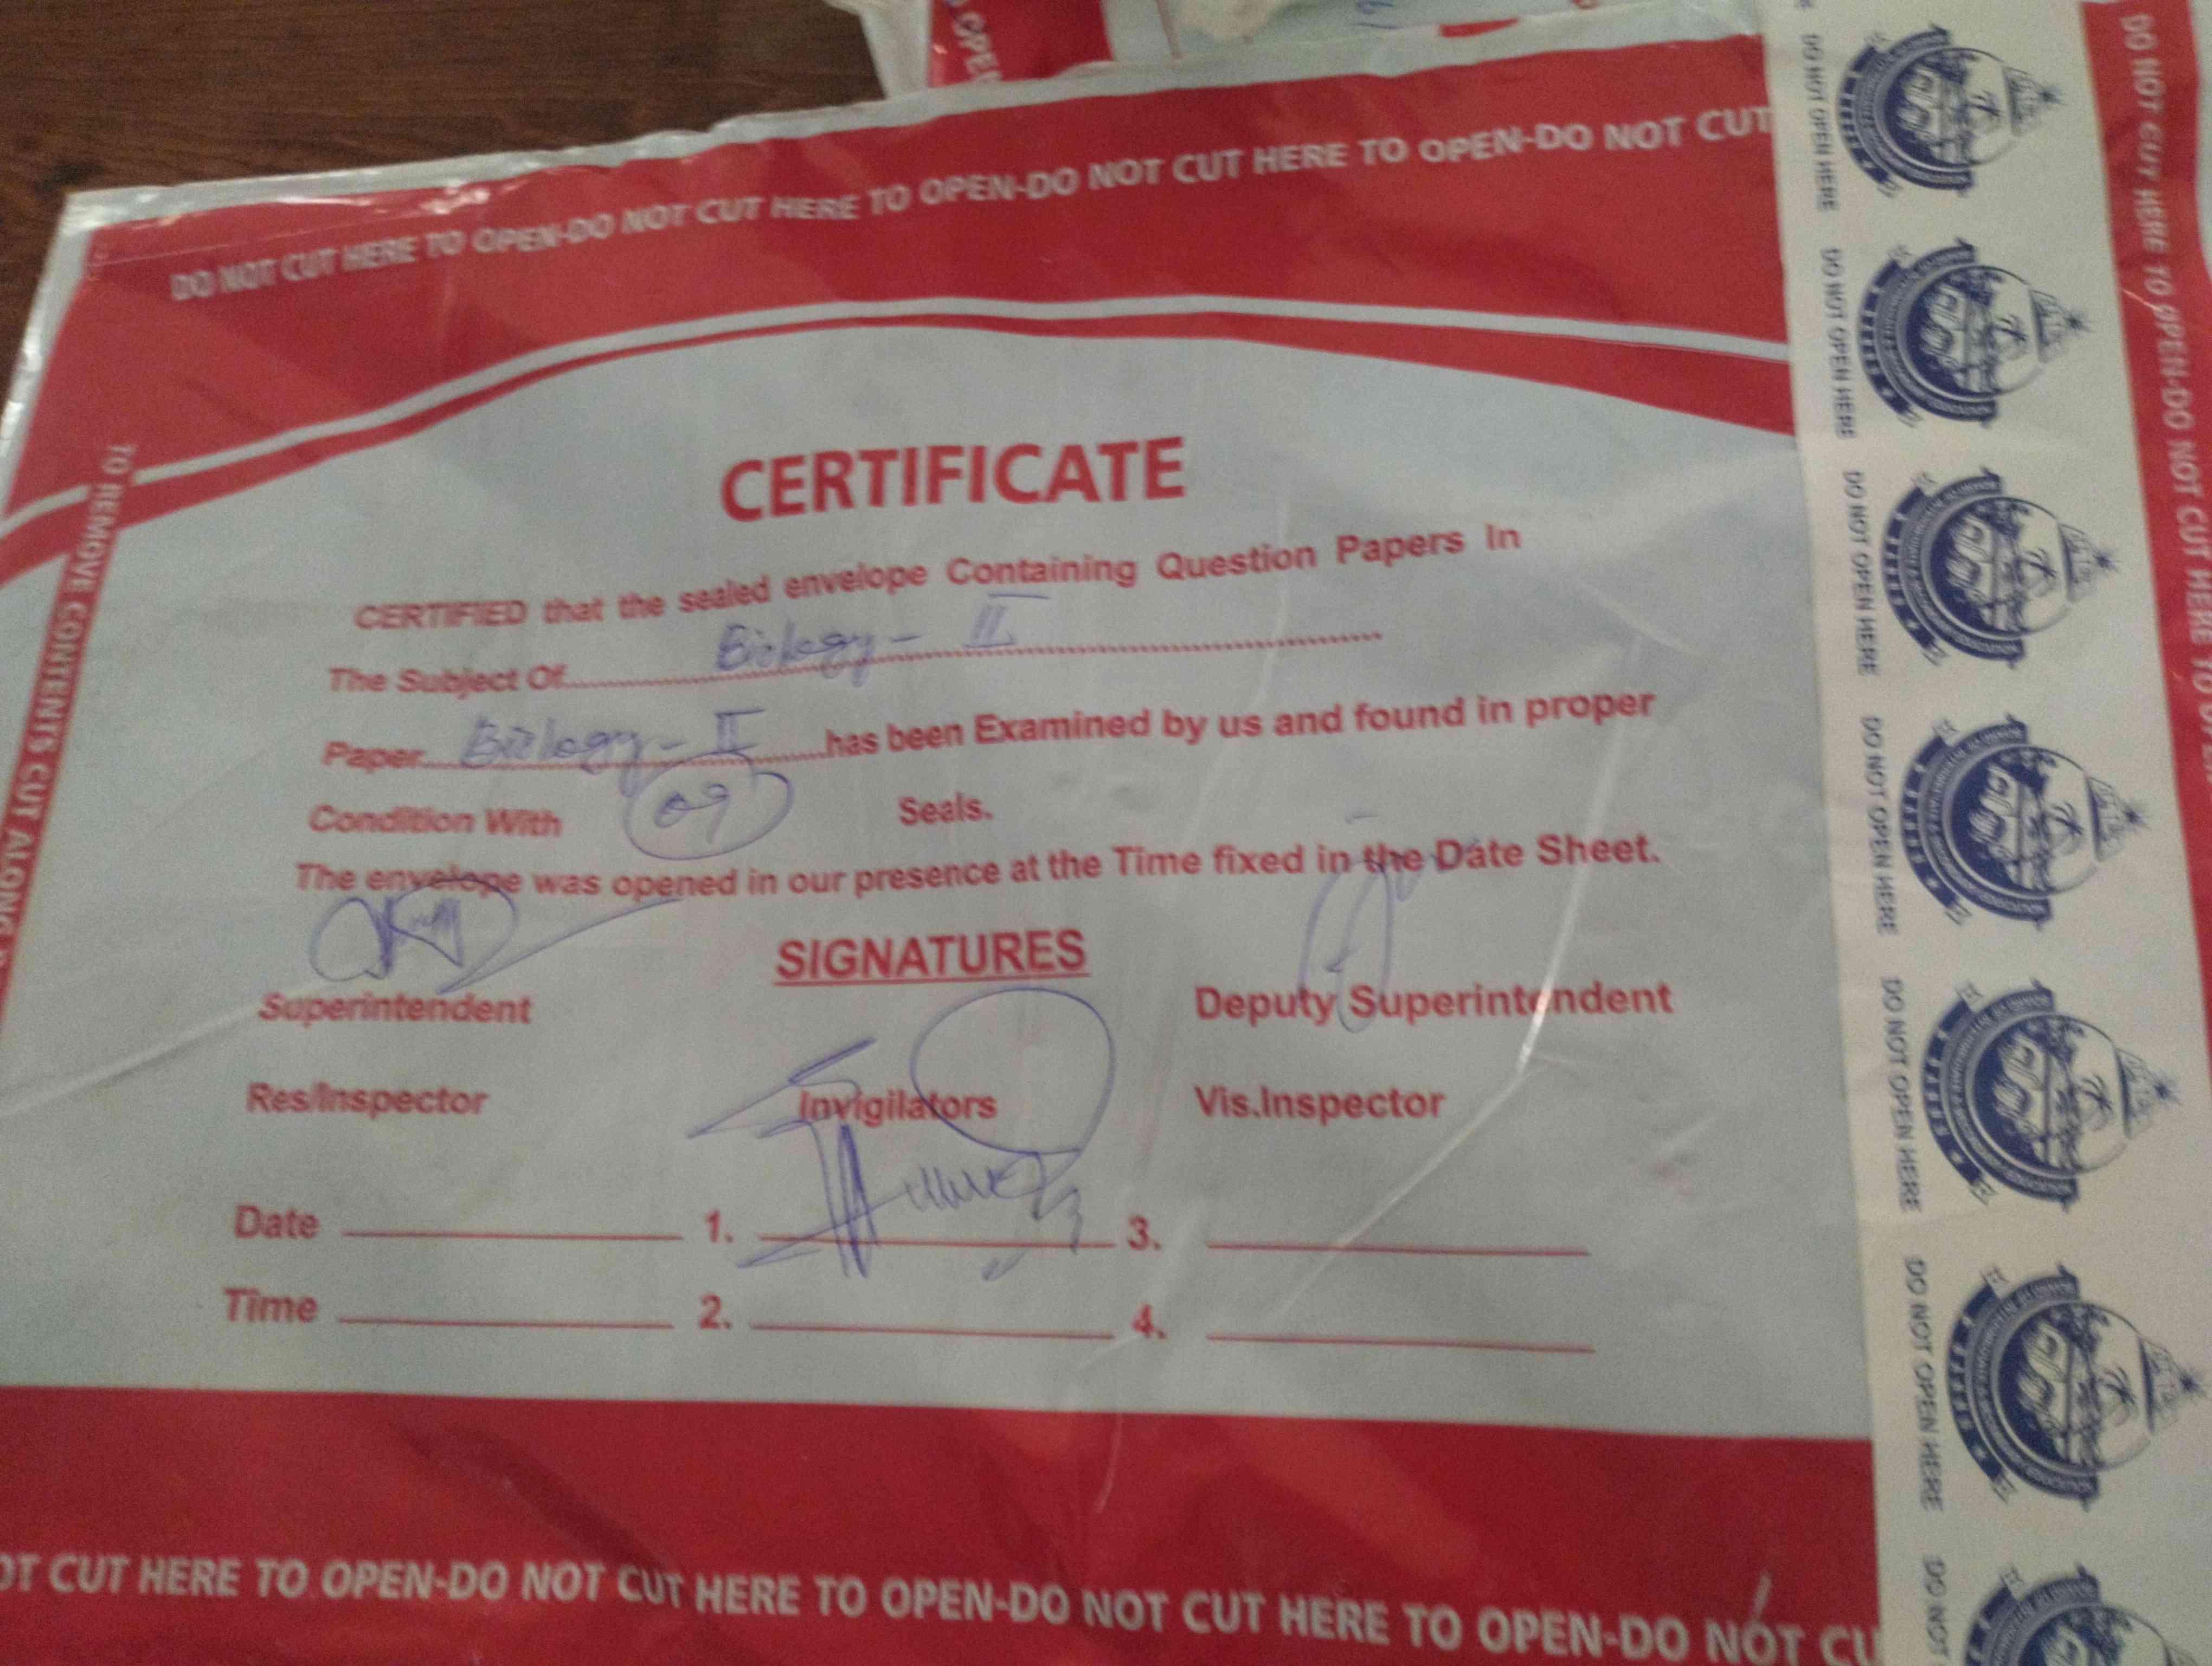 OPEN
DO NOT CUT HERE TO OPEN-DO NOT CUT HERE TO OPEN-DO NOT CUT HERE TO OPEN-DO NOT CUT
TO REMOVE CONTENTS CUT ALONG
CERTIFICATE
CERTIFIED that the sealed envelope Containing Question Papers In
The Subject Of Biology - II
Paper Biology - II has been Examined by us and found in proper
Condition With 09 Seals.
The envelope was opened in our presence at the Time fixed in the Date Sheet.
SIGNATURES
Superintendent Deputy Superintendent
Res/Inspector Invigilators Vis.Inspector
Date 1. 3.
Time 2. 4.
OT CUT HERE TO OPEN-DO NOT CUT HERE TO OPEN-DO NOT CUT HERE TO OPEN-DO NOT CU
DO NOT OPEN HERE
DO NOT OPEN HERE
DO NOT OPEN HERE
DO NOT OPEN HERE
DO NOT OPEN HERE
DO NOT OPEN HERE
DO NOT
DO NOT CUT HERE TO OPEN-DO NOT CUT HERE TO